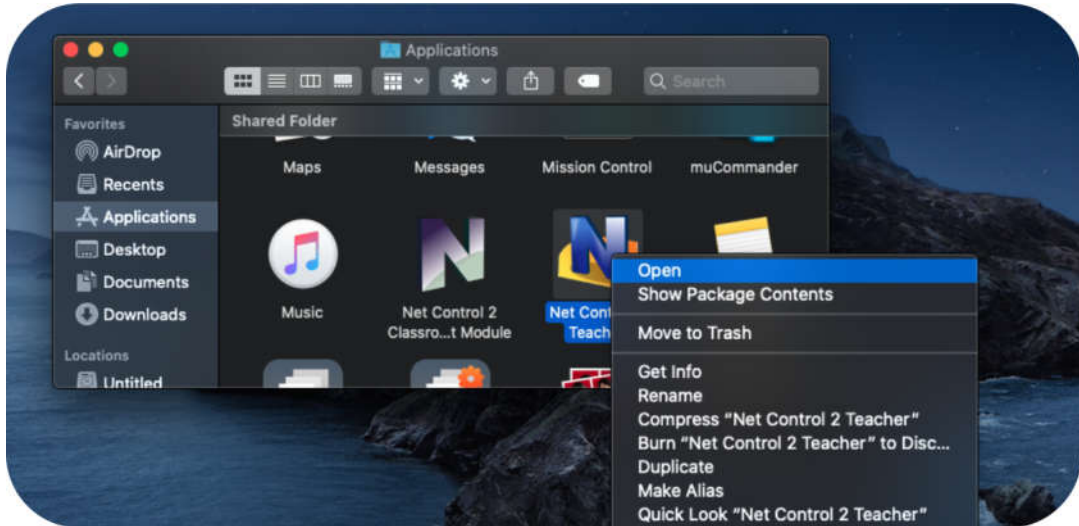 Applications
Search
Favorites
AirDrop
Recents
Applications
Desktop
Documents
Downloads
Locations
Untitled
Shared Folder
Maps
Messages
Mission Control
muCommander
Music
Net Control 2
Classro...t Module
Net Cont
Teach
Open
Show Package Contents
Move to Trash
Get Info
Rename
Compress “Net Control 2 Teacher”
Burn “Net Control 2 Teacher” to Disc...
Duplicate
Make Alias
Quick Look “Net Control 2 Teacher”